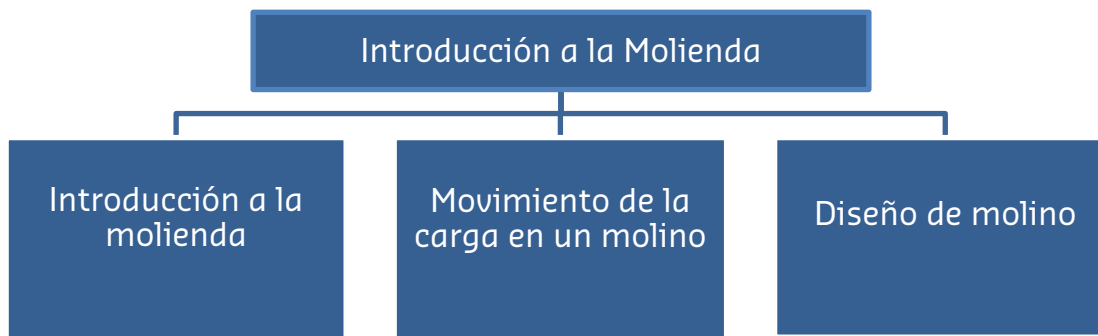 Introducción a la Molienda
Introducción a la
molienda
Movimiento de la
carga en un molino
Diseño de molino